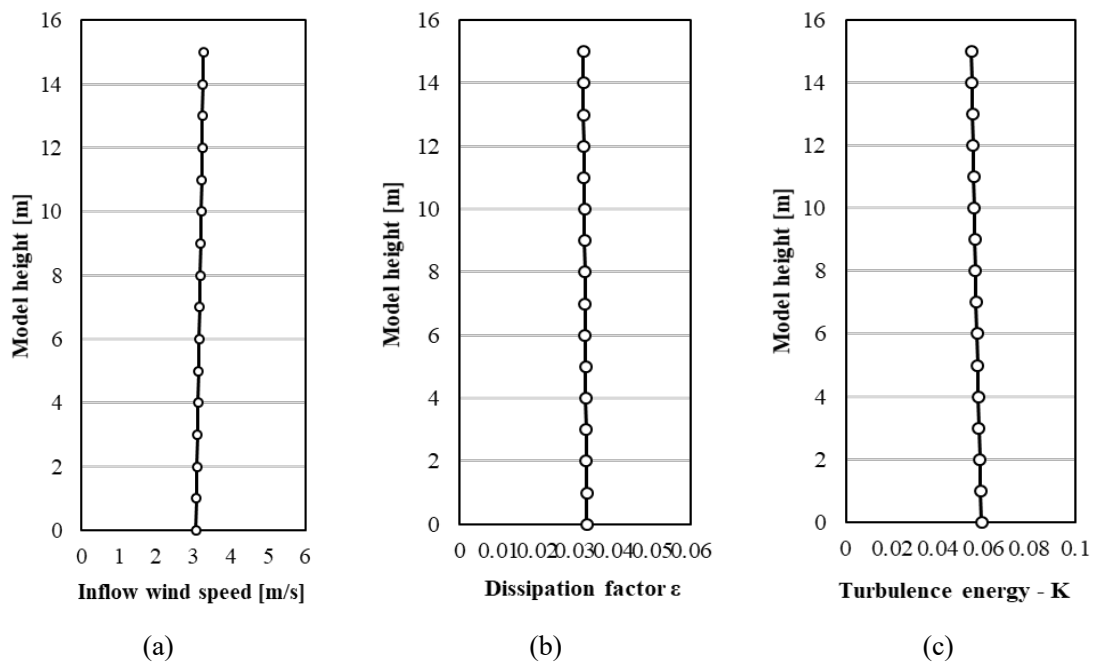 16
14
12
10
8
6
4
2
0
Model height [m]
0 1 2 3 4 5 6
Inflow wind speed [m/s]
(a)
16
14
12
10
8
6
4
2
0
Model height [m]
0 0.01 0.02 0.03 0.04 0.05 0.06
Dissipation factor ε
(b)
16
14
12
10
8
6
4
2
0
Model height [m]
0 0.02 0.04 0.06 0.08 0.1
Turbulence energy - K
(c)